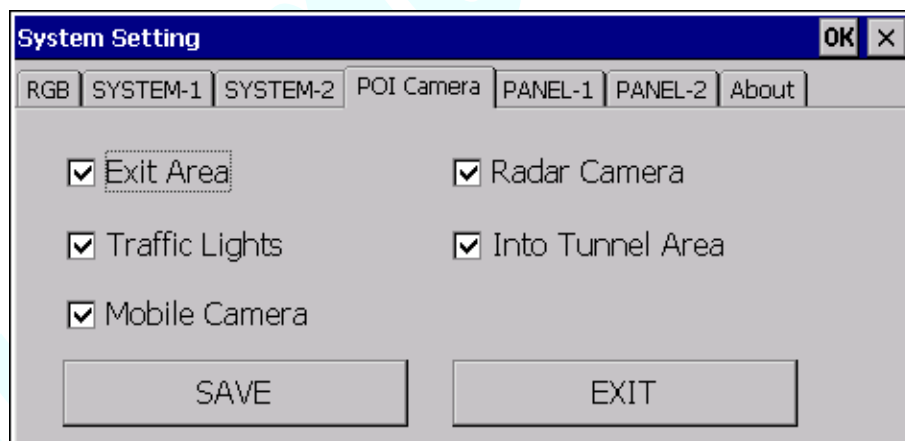 System Setting OK ×
RGB SYSTEM-1 SYSTEM-2 POI Camera PANEL-1 PANEL-2 About
Exit Area Radar Camera
Traffic Lights Into Tunnel Area
Mobile Camera
SAVE EXIT